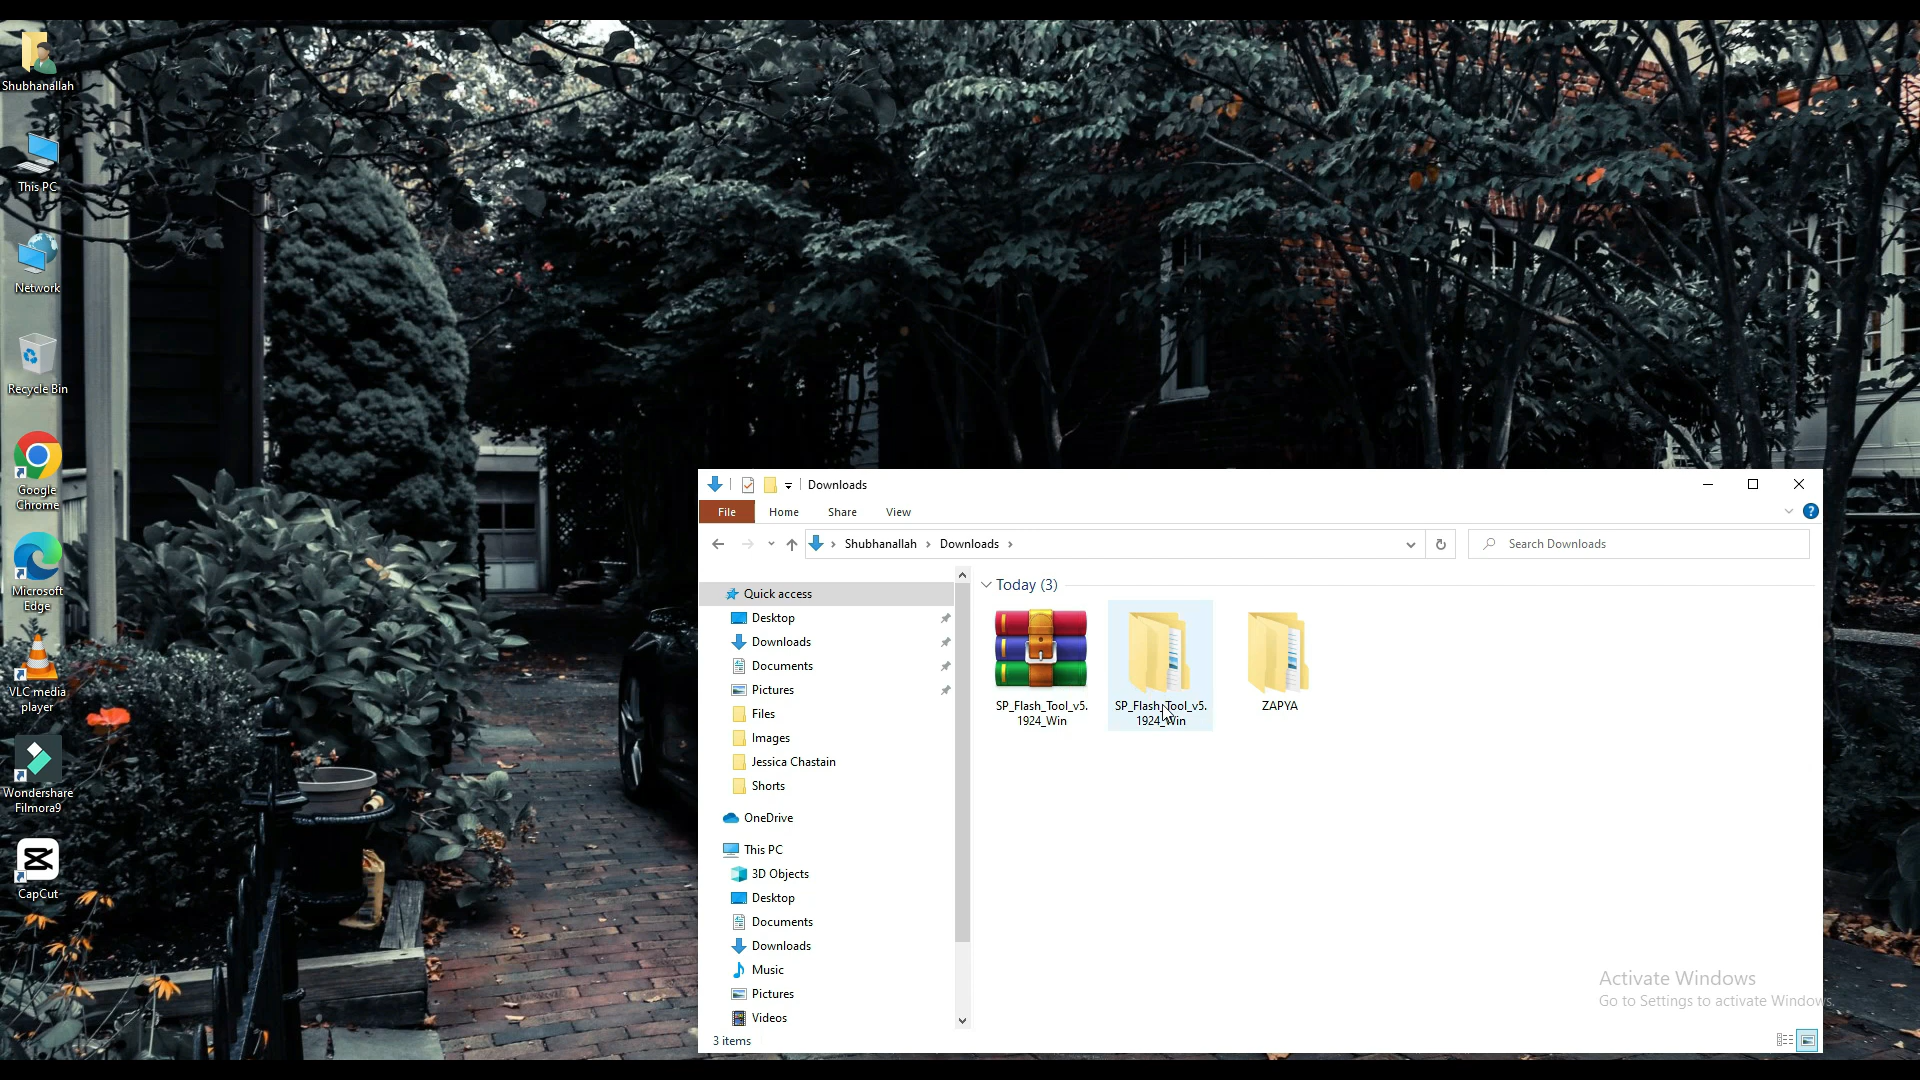 Shubhanallah
This PC
Network
Recycle Bin
Google
Chrome
Microsoft
Edge
VLC media
player
Wondershare
Filmora9
CapCut
Downloads
File
Home
Share
View
Shubhanallah
Downloads
Search Downloads
Quick access
Desktop
Downloads
Documents
Pictures
Files
Images
Jessica Chastain
Shorts
OneDrive
This PC
3D Objects
Desktop
Documents
Downloads
Music
Pictures
Videos
3 items
Today (3)
SP_Flash_Tool_v5.
1924_Win
SP_Flash_Tool_v5.
1924_Win
ZAPYA
Activate Windows
Go to Settings to activate Windows.